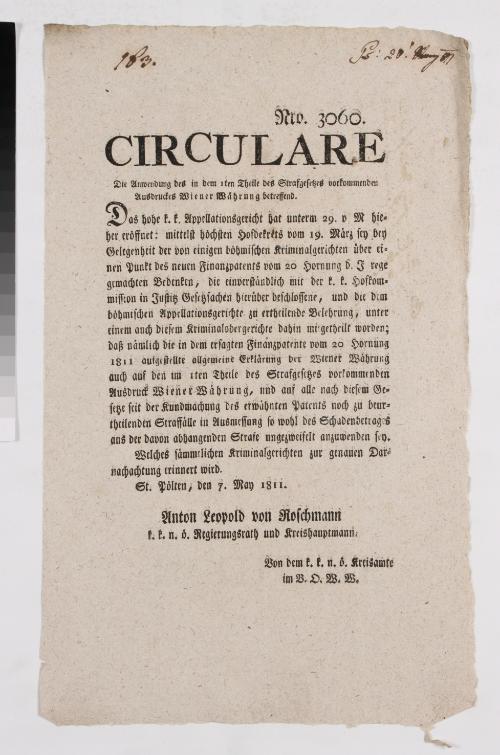 183.
Nro. 3060.
CIRCULARE
Die Anwendung des in dem 1ten Theile des Strafgesetzes vorkommenden
Ausdruckes Wiener Währung betreffend.
Das hohe k. k. Appellationsgericht hat unterm 29. v M hie-
her eröffnet: mittelst höchsten Hofdekrets vom 19. März sey bey
Gelegenheit der von einigen böhmischen Kriminalgerichten über ei-
nen Punkt des neuen Finanzpatents vom 20 Hornung d. J rege
gemachten Bedenken, die einverständlich mit der k. k. Hofkom-
mission in Justitz Gesetzsachen hierüber beschlossene, und die dem
böhmischen Appellationsgerichte zu ertheilende Belehrung, unter
einem auch diesem Kriminalobergerichte dahin mitgetheilt worden;
daß nämlich die in dem ersagten Finanzpatente vom 20 Hornung
1811 aufgestellte allgemeine Erklärung der Wiener Währung
auch auf den im 1ten Theile des Strafgesetzes vorkommenden
Ausdruck Wiener Währung, und auf alle nach diesem Ge-
setze seit der Kundmachung des erwähnten Patents noch zu beur-
theilenden Straffälle in Ausmessung so wohl des Schadenbetrages
aus der davon abhangenden Strafe ungezweifelt anzuwenden sey.
Welches sämmtlichen Kriminalgerichten zur genauen Dar-
nachachtung erinnert wird.
St. Pölten, den 7. May 1811.
Anton Leopold von Roschmann
k. k. n. ö. Regierungsrath und Kreishauptmann.
Von dem k. k. n. ö. Kreisamte
im V. O. W. W.